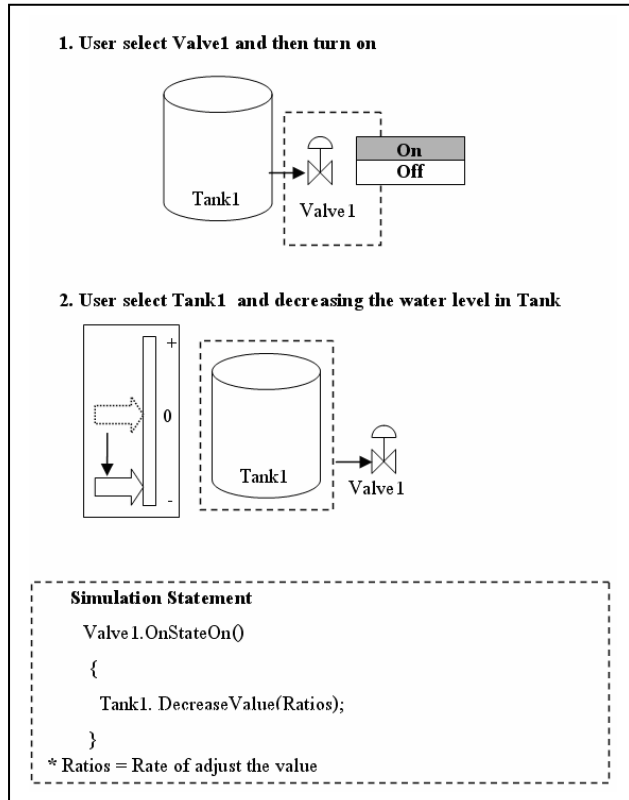 1. User select Valve1 and then turn on
On
Off
Tank1
Valve1
2. User select Tank1 and decreasing the water level in Tank
+
0
-
Tank1
Valve1
Simulation Statement
Valve1.OnStateOn()
{
Tank1. DecreaseValue(Ratios);
}
* Ratios = Rate of adjust the value